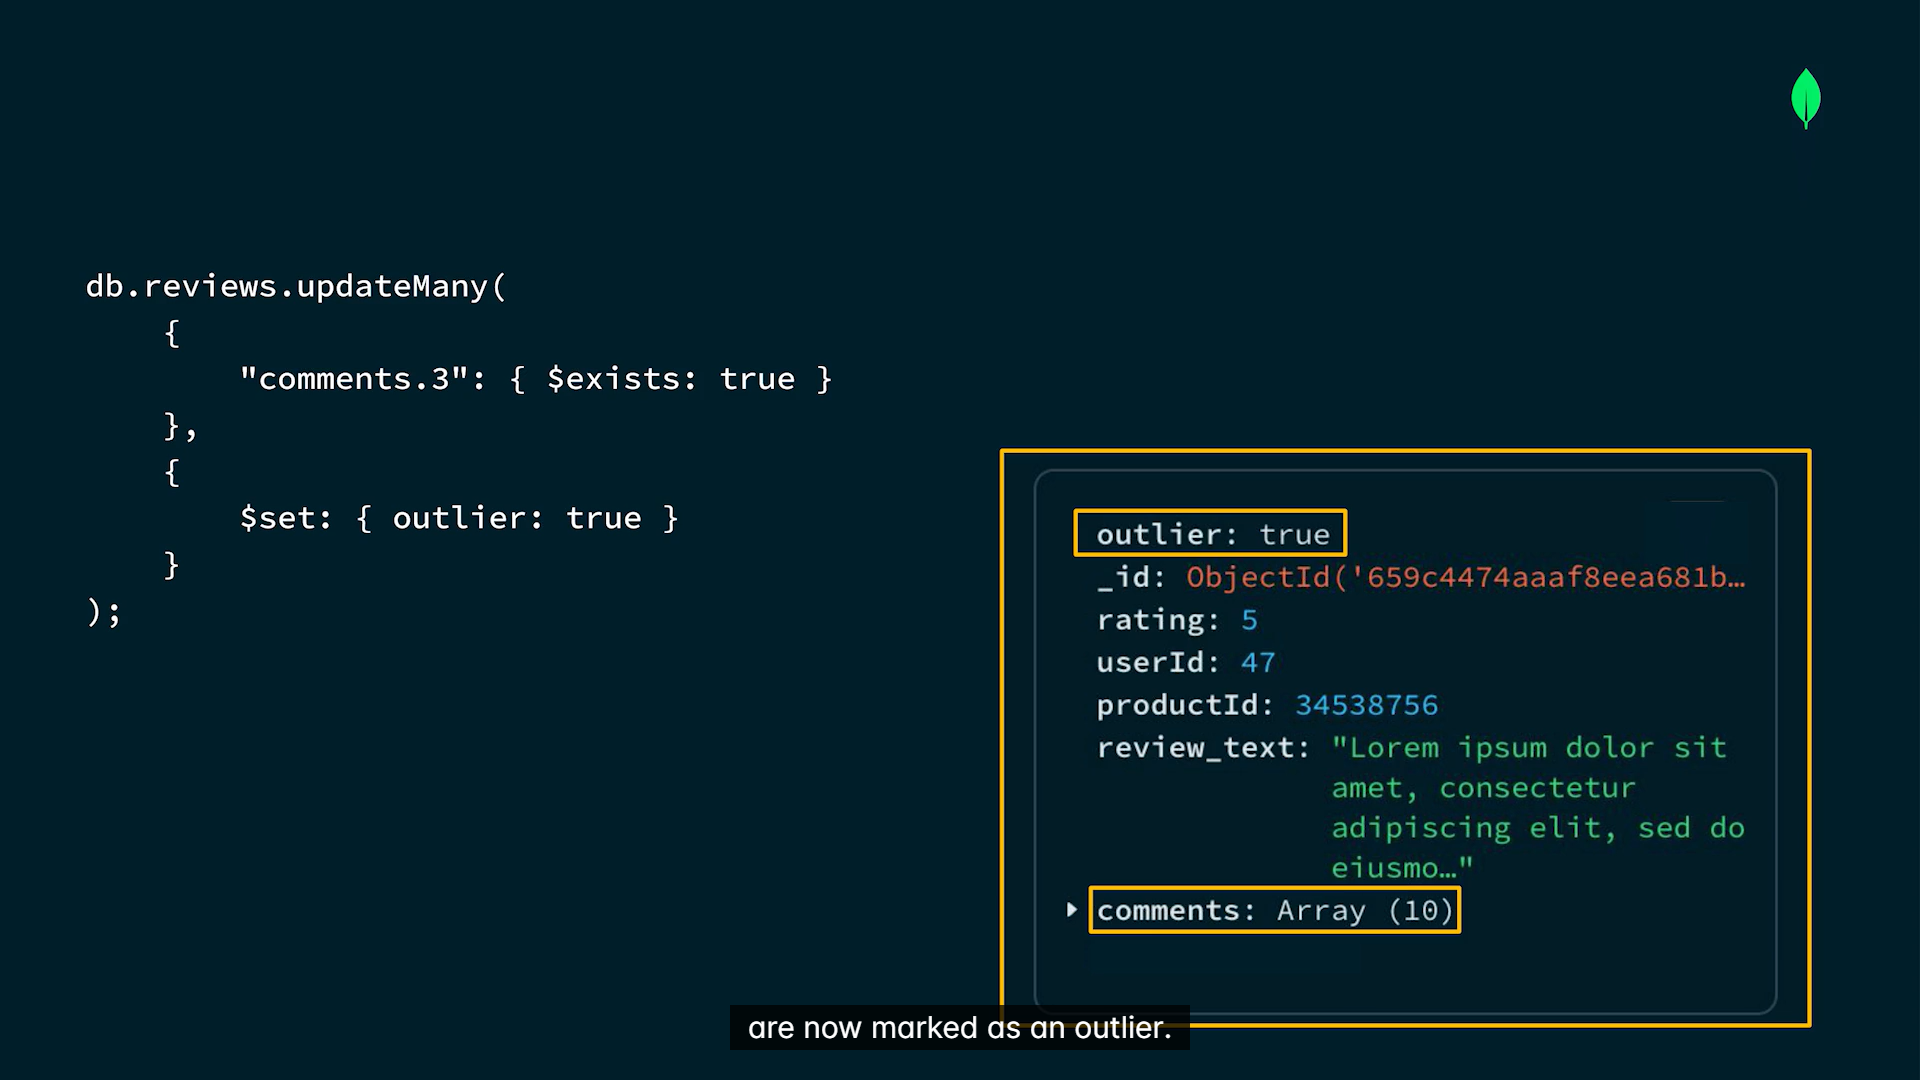 db.reviews.updateMany(
{
"comments.3": { $exists: true }
},
{
$set: { outlier: true }
}
);
outlier: true
_id: ObjectId('659c4474aaaf8eea681b…
rating: 5
userId: 47
productId: 34538756
review_text: "Lorem ipsum dolor sit
amet, consectetur
adipiscing elit, sed do
eiusmo…"
comments: Array (10)
are now marked as an outlier.